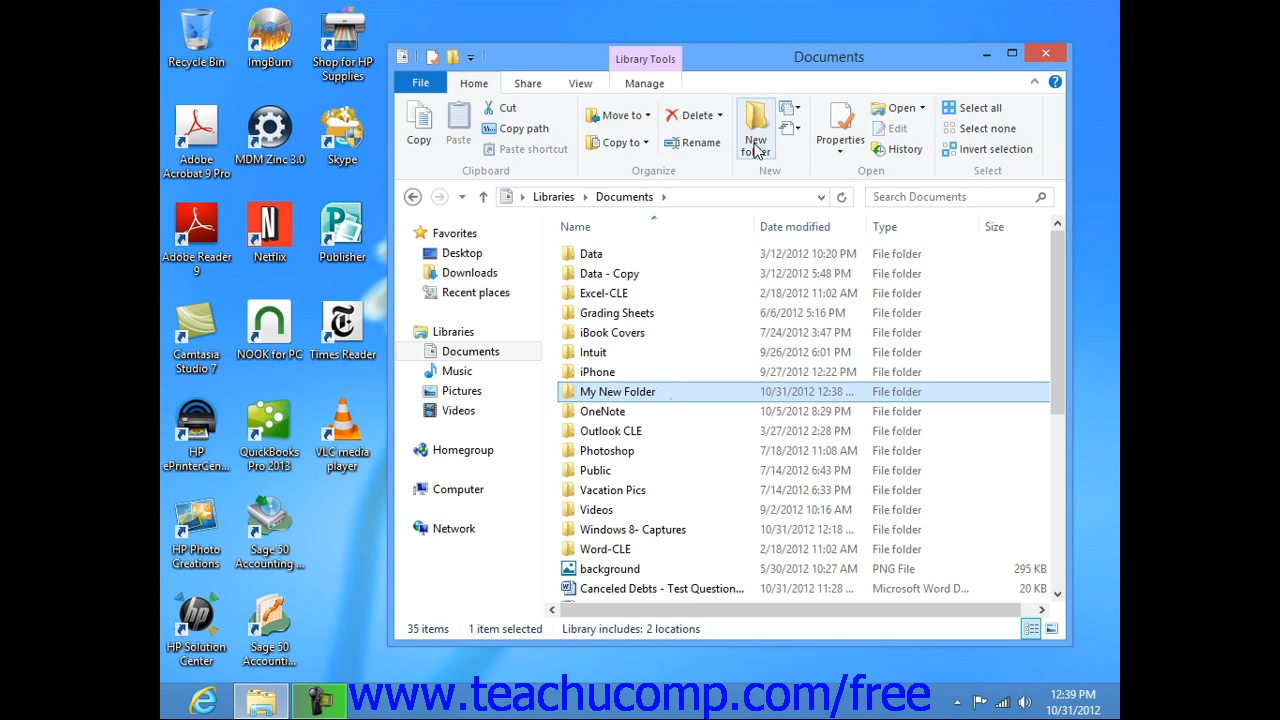 Recycle Bin
ImgBurn
Shop for HP
Supplies
Adobe
Acrobat 9 Pro
MDM Zinc 3.0
Skype
Adobe Reader
9
Netflix
Publisher
Camtasia
Studio 7
NOOK for PC
Times Reader
HP
ePrinterCen...
QuickBooks
Pro 2013
VLC media
player
HP Photo
Creations
Sage 50
Accounting ...
HP Solution
Center
Sage 50
Accounti...
Library Tools
Documents
File
Home
Share
View
Manage
Copy
Paste
Cut
Copy path
Paste shortcut
Clipboard
Move to
Copy to
Delete
Rename
Organize
New
folder
New
Properties
Open
Edit
History
Open
Select all
Select none
Invert selection
Select
Libraries
Documents
Search Documents
Favorites
Desktop
Downloads
Recent places
Libraries
Documents
Music
Pictures
Videos
Homegroup
Computer
Network
Name Date modified Type Size
Data 3/12/2012 10:20 PM File folder
Data - Copy 3/12/2012 5:48 PM File folder
Excel-CLE 2/18/2012 11:02 AM File folder
Grading Sheets 6/6/2012 5:16 PM File folder
iBook Covers 7/24/2012 3:47 PM File folder
Intuit 9/26/2012 6:01 PM File folder
iPhone 9/27/2012 12:22 PM File folder
My New Folder 10/31/2012 12:38 ... File folder
OneNote 10/5/2012 8:29 PM File folder
Outlook CLE 3/27/2012 2:28 PM File folder
Photoshop 7/18/2012 11:08 AM File folder
Public 7/14/2012 6:43 PM File folder
Vacation Pics 7/14/2012 6:33 PM File folder
Videos 9/2/2012 10:16 AM File folder
Windows 8- Captures 10/31/2012 12:18 ... File folder
Word-CLE 2/18/2012 11:02 AM File folder
background 5/30/2012 10:27 AM PNG File 295 KB
Canceled Debts - Test Question... 10/31/2012 11:28 ... Microsoft Word D... 20 KB
35 items 1 item selected Library includes: 2 locations
www.teachucomp.com/free
12:39 PM
10/31/2012